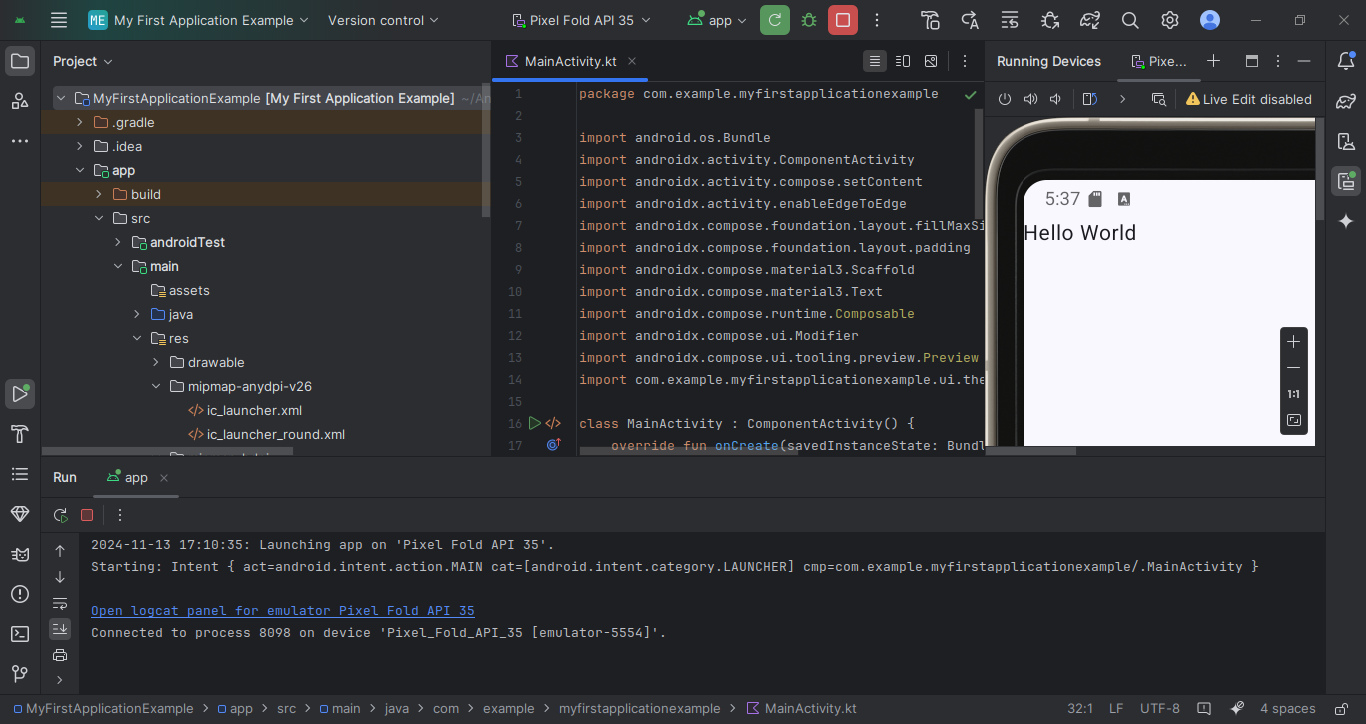 ME My First Application Example Version control Pixel Fold API 35 app
Project
MyFirstApplicationExample [My First Application Example]
.gradle
.idea
app
build
src
androidTest
main
assets
java
res
drawable
mipmap-anydpi-v26
ic_launcher.xml
ic_launcher_round.xml
MainActivity.kt
1 package com.example.myfirstapplicationexample
2
3 import android.os.Bundle
4 import androidx.activity.ComponentActivity
5 import androidx.activity.compose.setContent
6 import androidx.activity.enableEdgeToEdge
7 import androidx.compose.foundation.layout.fillMaxSi
8 import androidx.compose.foundation.layout.padding
9 import androidx.compose.material3.Scaffold
10 import androidx.compose.material3.Text
11 import androidx.compose.runtime.Composable
12 import androidx.compose.ui.Modifier
13 import androidx.compose.ui.tooling.preview.Preview
14 import com.example.myfirstapplicationexample.ui.the
15
16 class MainActivity : ComponentActivity() {
17 override fun onCreate(savedInstanceState: Bundl
Running Devices Pixe...
Live Edit disabled
5:37
Hello World
1:1
Run app
2024-11-13 17:10:35: Launching app on 'Pixel Fold API 35'.
Starting: Intent { act=android.intent.action.MAIN cat=[android.intent.category.LAUNCHER] cmp=com.example.myfirstapplicationexample/.MainActivity }
Open logcat panel for emulator Pixel Fold API 35
Connected to process 8098 on device 'Pixel_Fold_API_35 [emulator-5554]'.
MyFirstApplicationExample app src main java com example myfirstapplicationexample MainActivity.kt 32:1 LF UTF-8 4 spaces